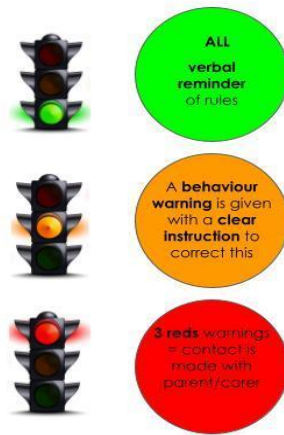 ALL
verbal
reminder
of rules
A behaviour
warning is given
with a clear
instruction to
correct this
3 reds warnings
= contact is
made with
parent/carer